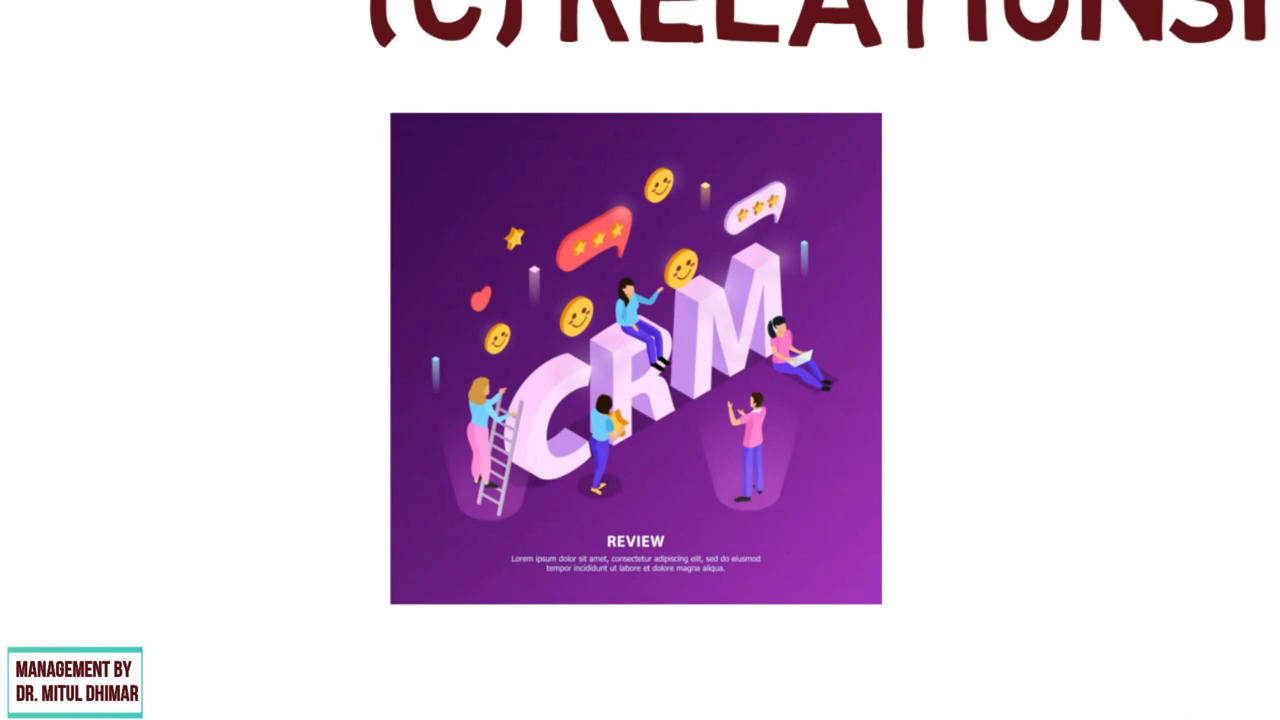 (C) RELATIONS
CRM
REVIEW
Lorem ipsum dolor sit amet, consectetur adipiscing elit, sed do eiusmod
tempor incididunt ut labore et dolore magna aliqua.
MANAGEMENT BY
DR. MITUL DHIMAR